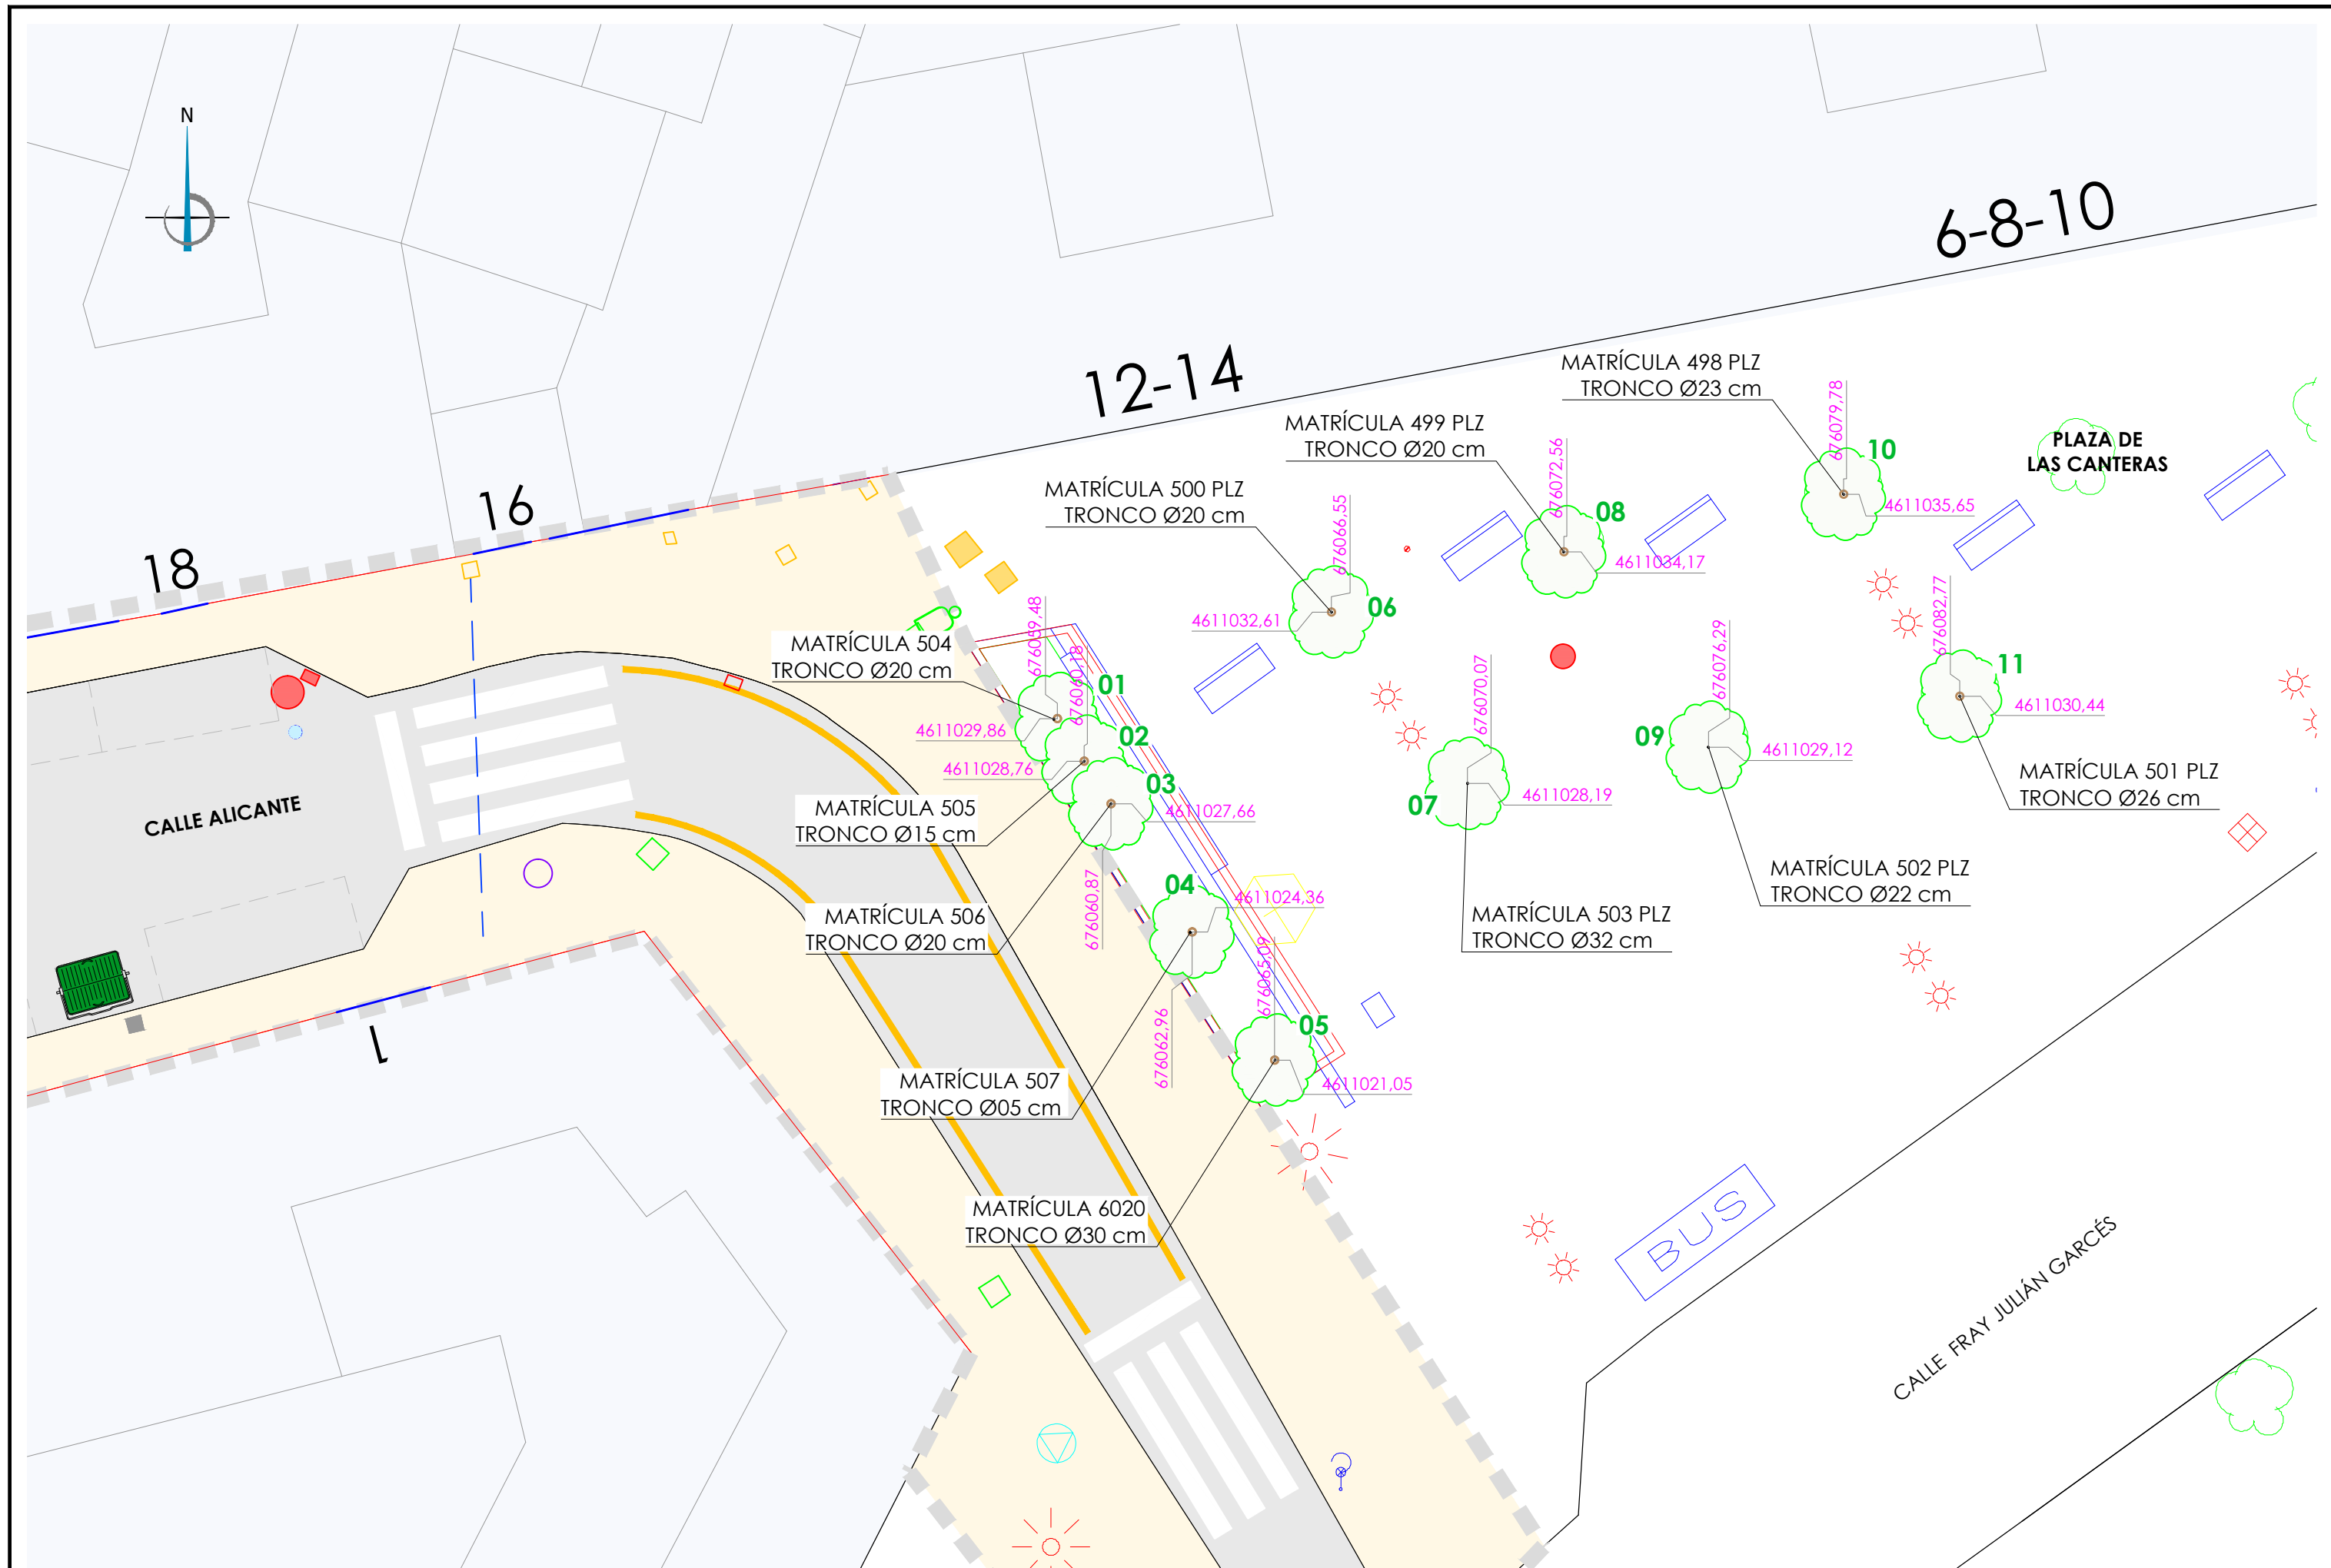 N
6-8-10
12-14
16
18
MATRÍCULA 498 PLZ
TRONCO Ø23 cm
676079,78
10
4611035,65
PLAZA DE
LAS CANTERAS
MATRÍCULA 499 PLZ
TRONCO Ø20 cm
676072,56
08
4611034,17
MATRÍCULA 500 PLZ
TRONCO Ø20 cm
676066,55
06
4611032,61
MATRÍCULA 504
TRONCO Ø20 cm
676059,48
01
4611029,86
676060,18
02
4611028,76
MATRÍCULA 505
TRONCO Ø15 cm
03
4611027,66
676060,87
MATRÍCULA 506
TRONCO Ø20 cm
04
4611024,36
676062,96
MATRÍCULA 507
TRONCO Ø05 cm
676065,09
05
4611021,05
MATRÍCULA 6020
TRONCO Ø30 cm
676070,07
07
4611028,19
MATRÍCULA 503 PLZ
TRONCO Ø32 cm
676076,29
09
4611029,12
MATRÍCULA 502 PLZ
TRONCO Ø22 cm
676082,77
11
4611030,44
MATRÍCULA 501 PLZ
TRONCO Ø26 cm
CALLE ALICANTE
1
BUS
CALLE FRAY JULIÁN GARCÉS